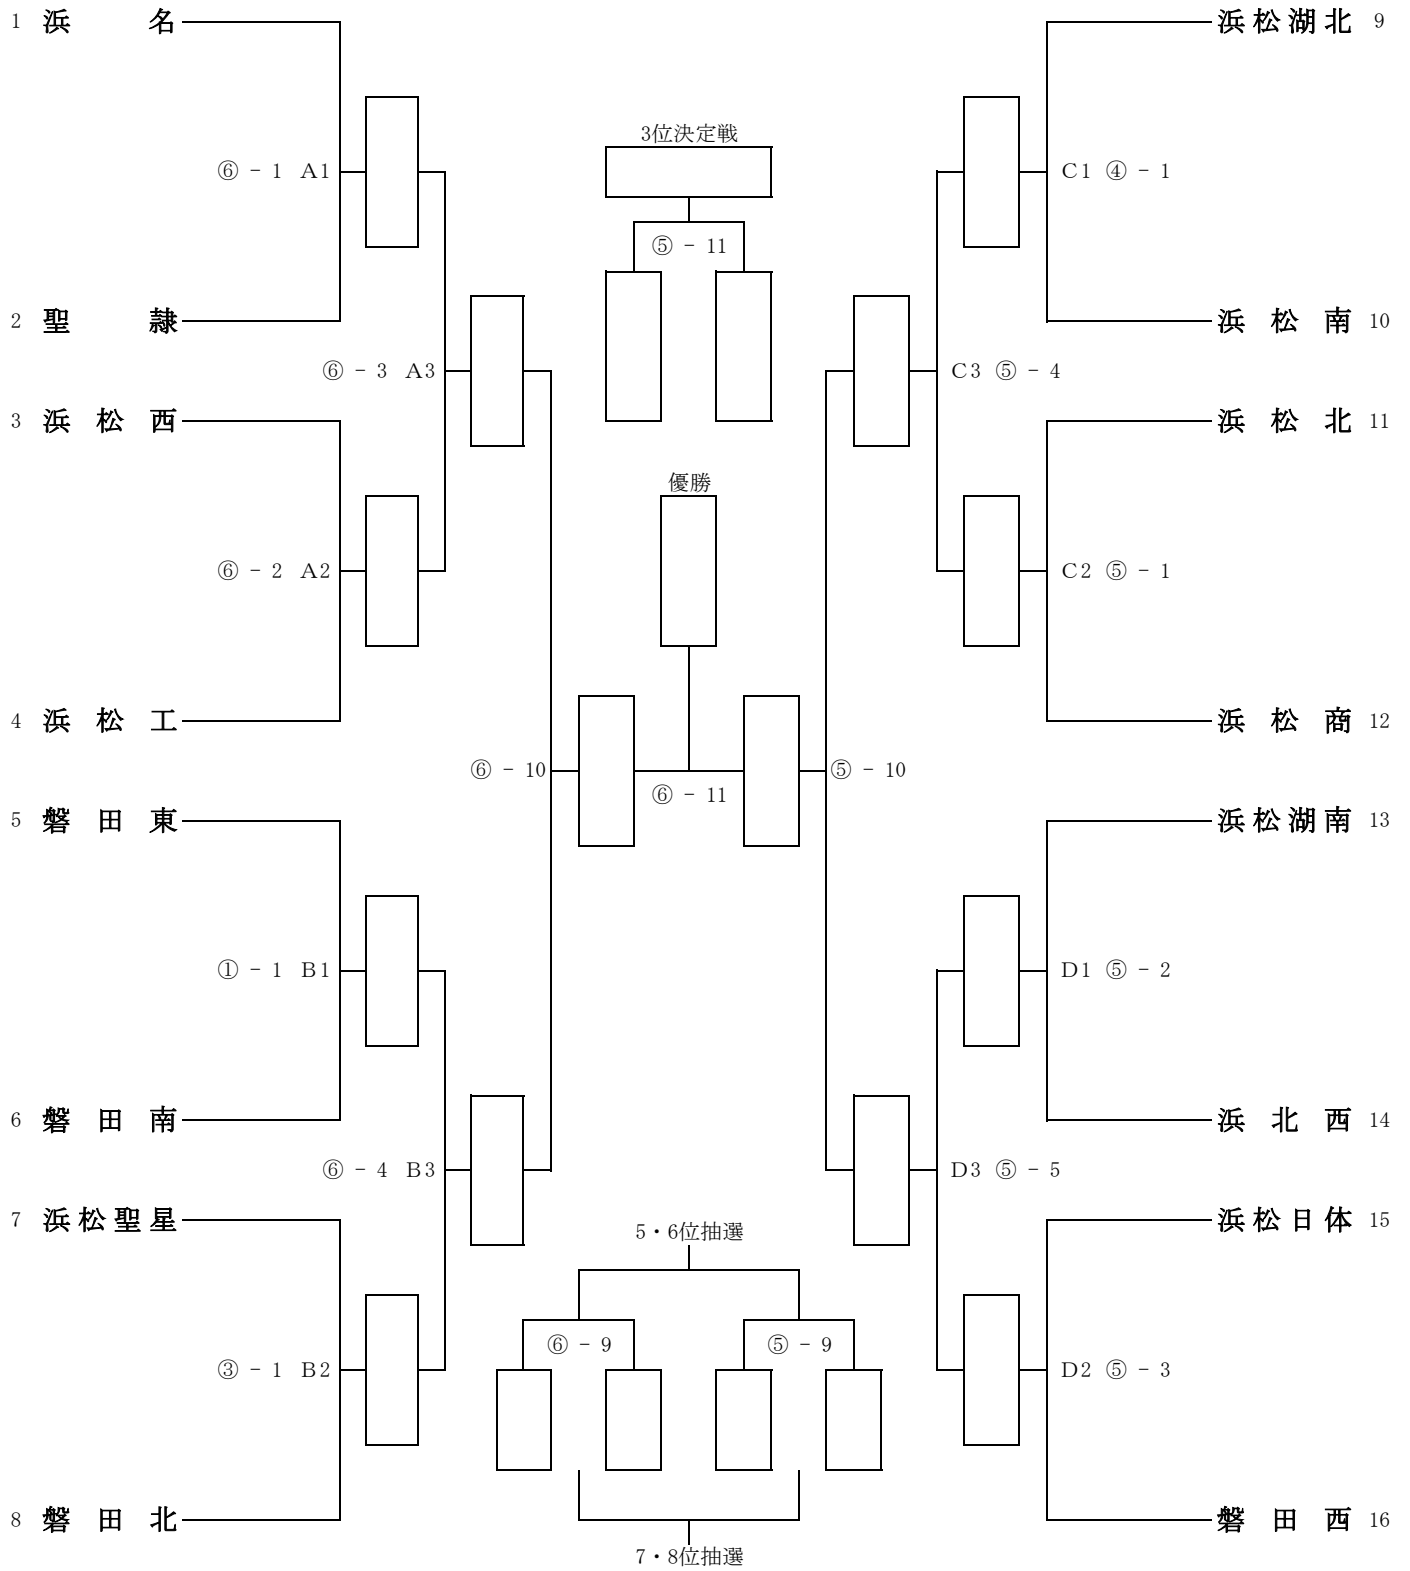 1 浜名
浜松湖北 9
3位決定戦
⑥ - 1 A1
C1 ④ - 1
⑤ - 11
2 聖隷
浜松南 10
⑥ - 3 A3
C3 ⑤ - 4
3 浜松西
浜松北 11
優勝
⑥ - 2 A2
C2 ⑤ - 1
4 浜松工
浜松商 12
⑥ - 10
⑤ - 10
⑥ - 11
5 磐田東
浜松湖南 13
① - 1 B1
D1 ⑤ - 2
6 磐田南
浜北西 14
⑥ - 4 B3
D3 ⑤ - 5
7 浜松聖星
浜松日体 15
5・6位抽選
⑥ - 9
⑤ - 9
③ - 1 B2
D2 ⑤ - 3
8 磐田北
磐田西 16
7・8位抽選